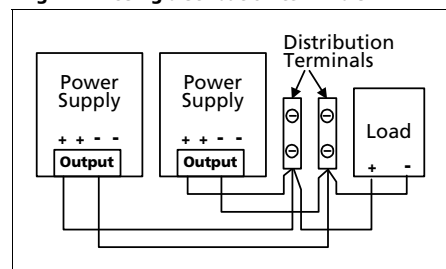 Distribution
Terminals
Power
Supply
Power
Supply
Load
+ + - -
Output
+ + - -
Output
+ -